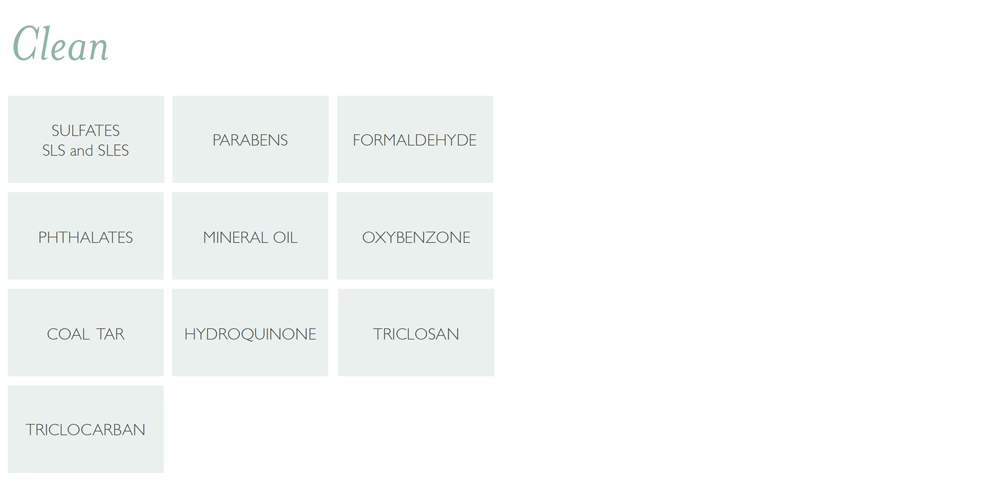 Clean
SULFATES
SLS and SLES
PARABENS
FORMALDEHYDE
PHTHALATES
MINERAL OIL
OXYBENZONE
COAL TAR
HYDROQUINONE
TRICLOSAN
TRICLOCARBAN